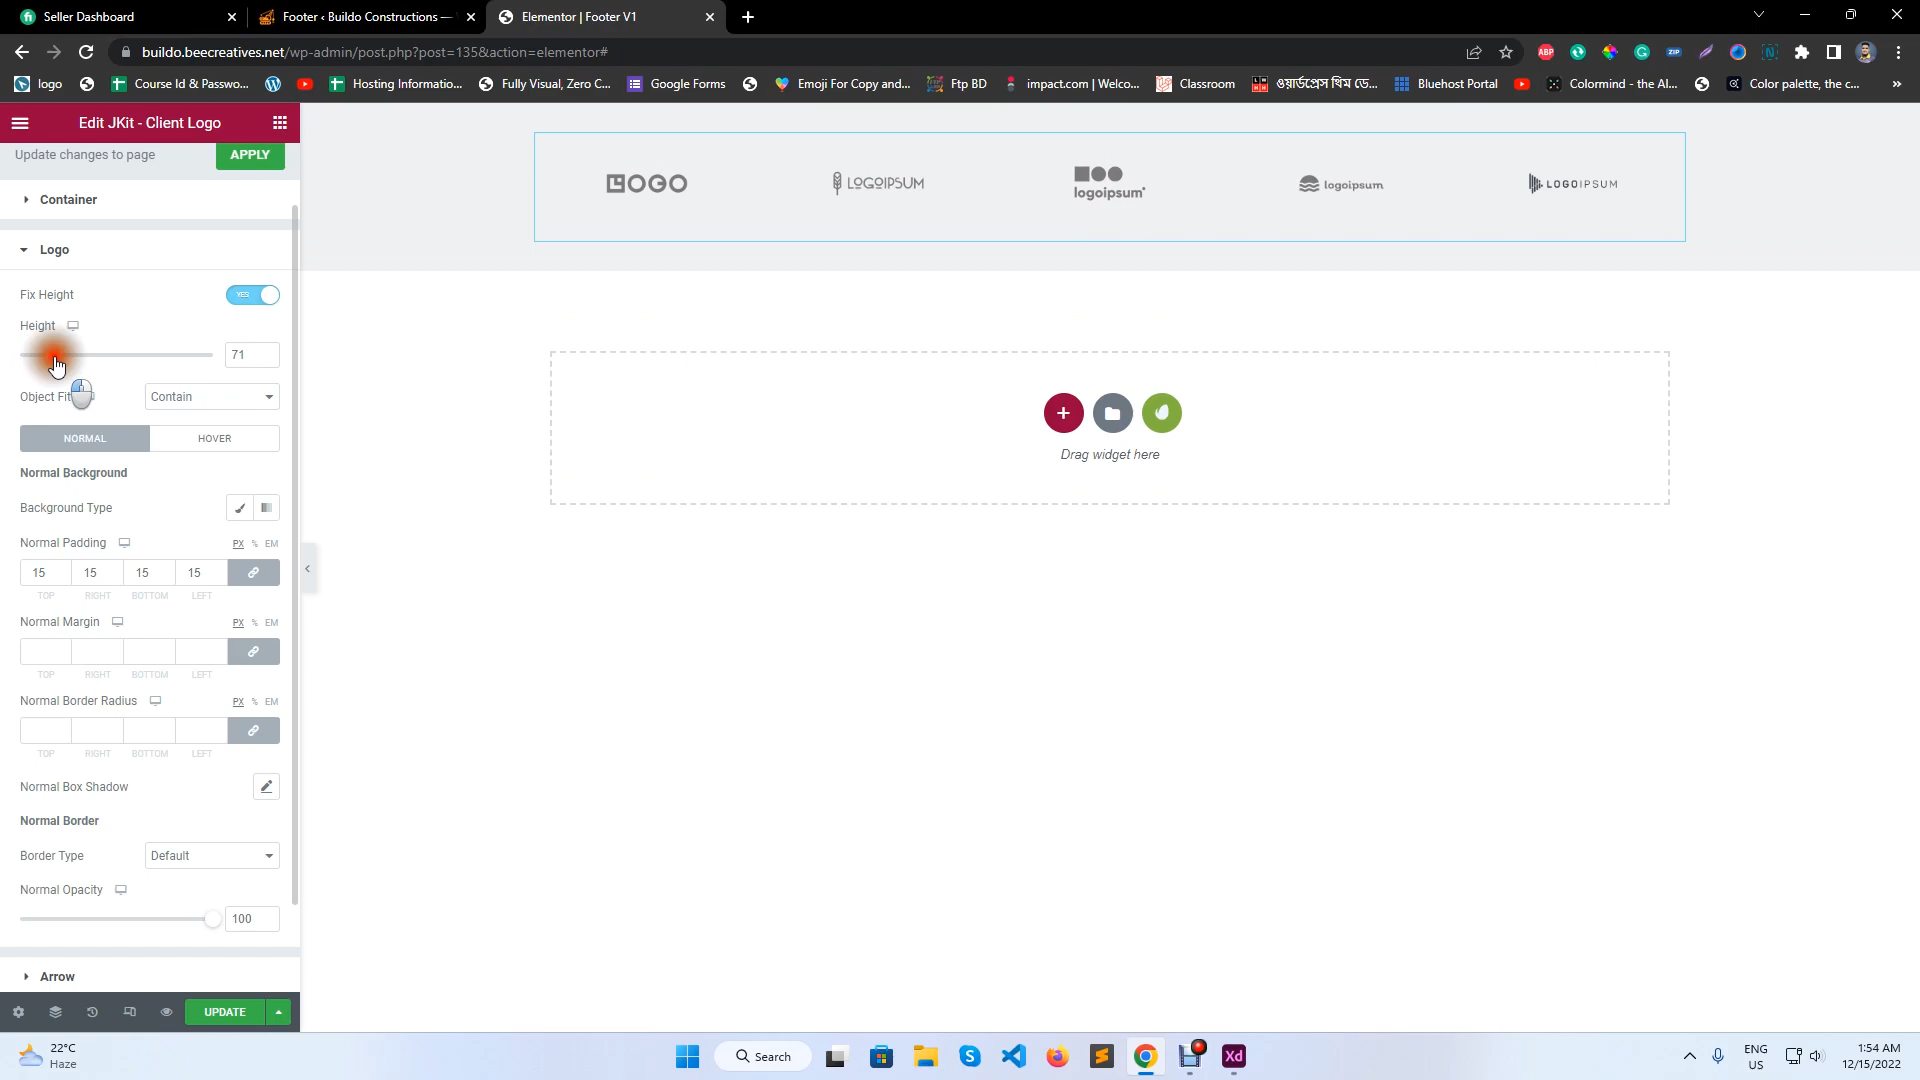 Seller Dashboard
Footer ‹ Buildo Constructions —
Elementor | Footer V1
buildo.beecreatives.net/wp-admin/post.php?post=135&action=elementor#
ABP
ZIP
logo
Course Id & Passwo...
Hosting Informatio...
Fully Visual, Zero C...
Google Forms
Emoji For Copy and...
Ftp BD
impact.com | Welco...
Classroom
ওয়ার্ডপ্রেস থিম ডে...
Bluehost Portal
Colormind - the AI...
Color palette, the c...
»
Edit JKit - Client Logo
Update changes to page
APPLY
Container
Logo
Fix Height
YES
Height
71
Object Fit
Contain
NORMAL
HOVER
Normal Background
Background Type
Normal Padding
PX % EM
15 15 15 15
TOP RIGHT BOTTOM LEFT
Normal Margin
PX % EM
TOP RIGHT BOTTOM LEFT
Normal Border Radius
PX % EM
TOP RIGHT BOTTOM LEFT
Normal Box Shadow
Normal Border
Border Type
Default
Normal Opacity
100
Arrow
UPDATE
LOGO
LOGOIPSUM
logoipsum
logoipsum
LOGOIPSUM
Drag widget here
22°C
Haze
Search
Xd
ENG
US
1:54 AM
12/15/2022